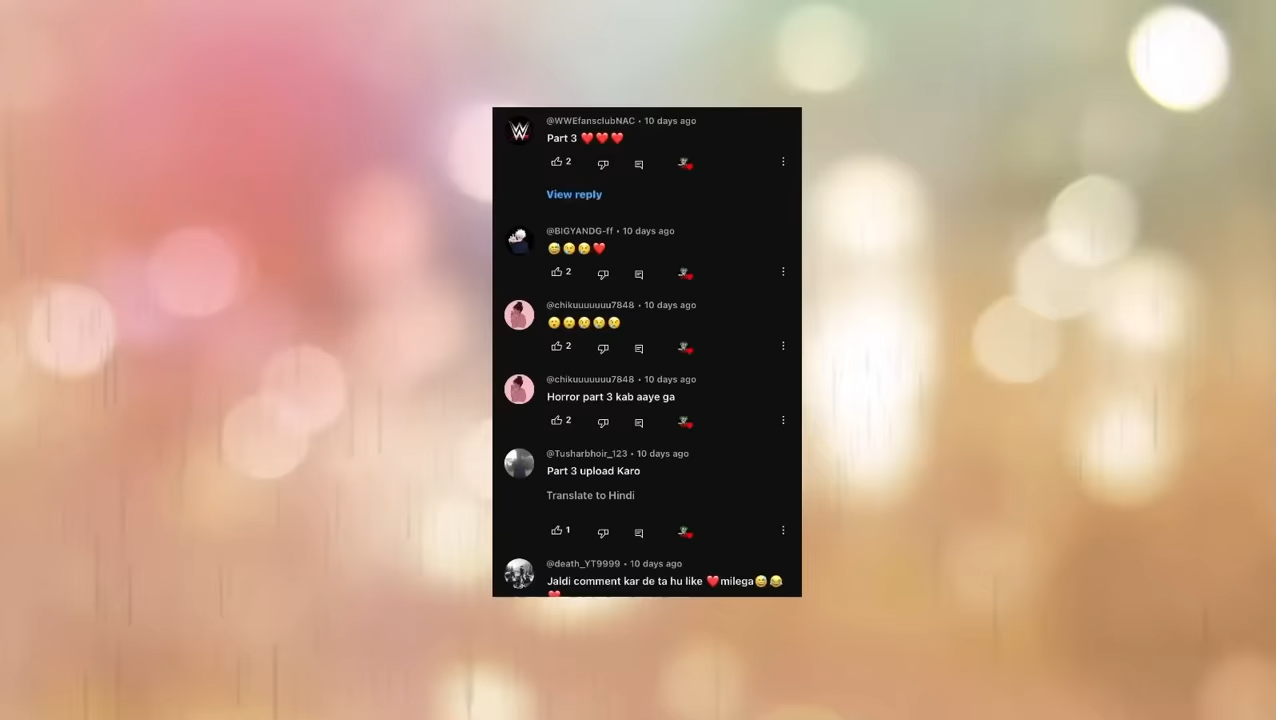 @WWEfansclubNAC • 10 days ago
Part 3 ❤️❤️❤️
2
View reply
@BIGYANDG-ff • 10 days ago
😅😢😢❤️
2
@chikuuuuuuu7848 • 10 days ago
😮😮😢😢😢
2
@chikuuuuuuu7848 • 10 days ago
Horror part 3 kab aaye ga
2
@Tusharbhoir_123 • 10 days ago
Part 3 upload Karo
Translate to Hindi
1
@death_YT9999 • 10 days ago
Jaldi comment kar de ta hu like ❤️milega😅😂
❤️